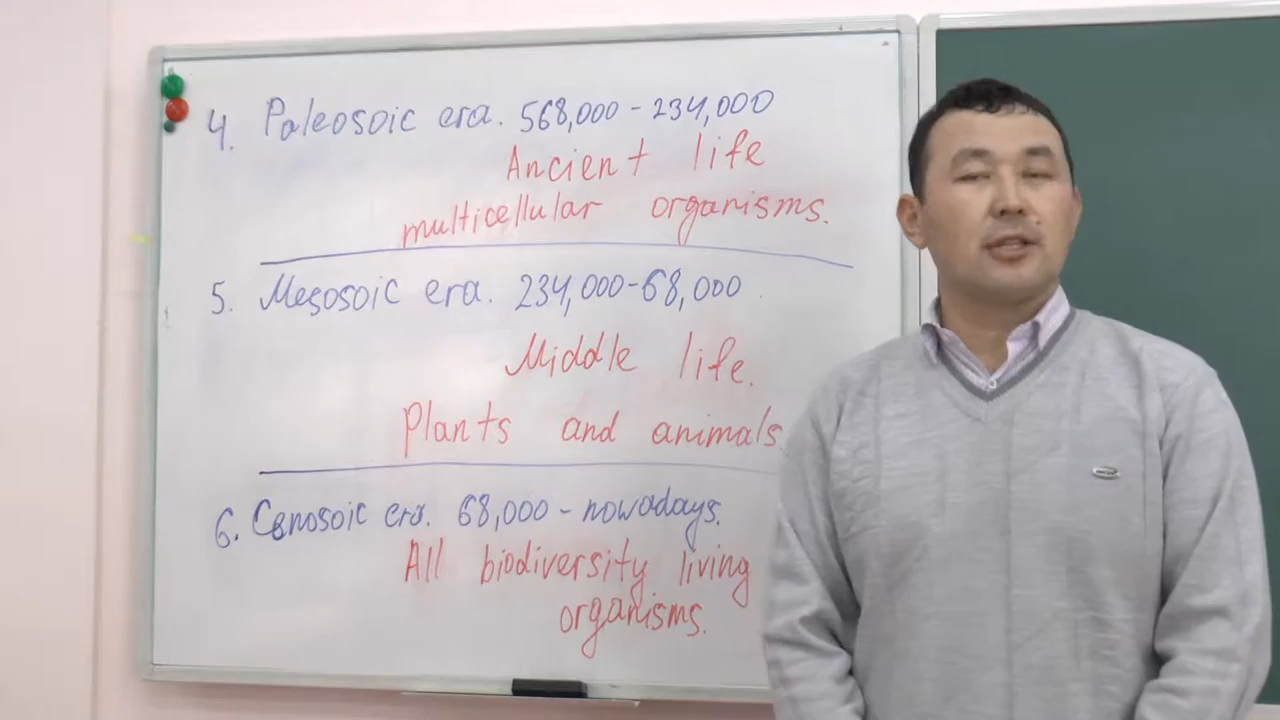 4. Paleosoic era. 568,000 - 234,000
Ancient life
multicellular organisms.
5. Mesosoic era. 234,000-68,000
Middle life.
Plants and animals.
6. Cenosoic era. 68,000 - nowadays.
All biodiversity living
organisms.